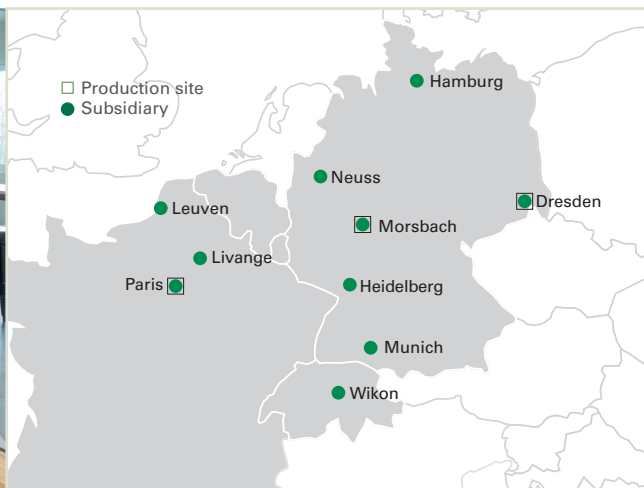 Production site
Subsidiary
Hamburg
Neuss
Dresden
Leuven
Morsbach
Livange
Paris
Heidelberg
Munich
Wikon